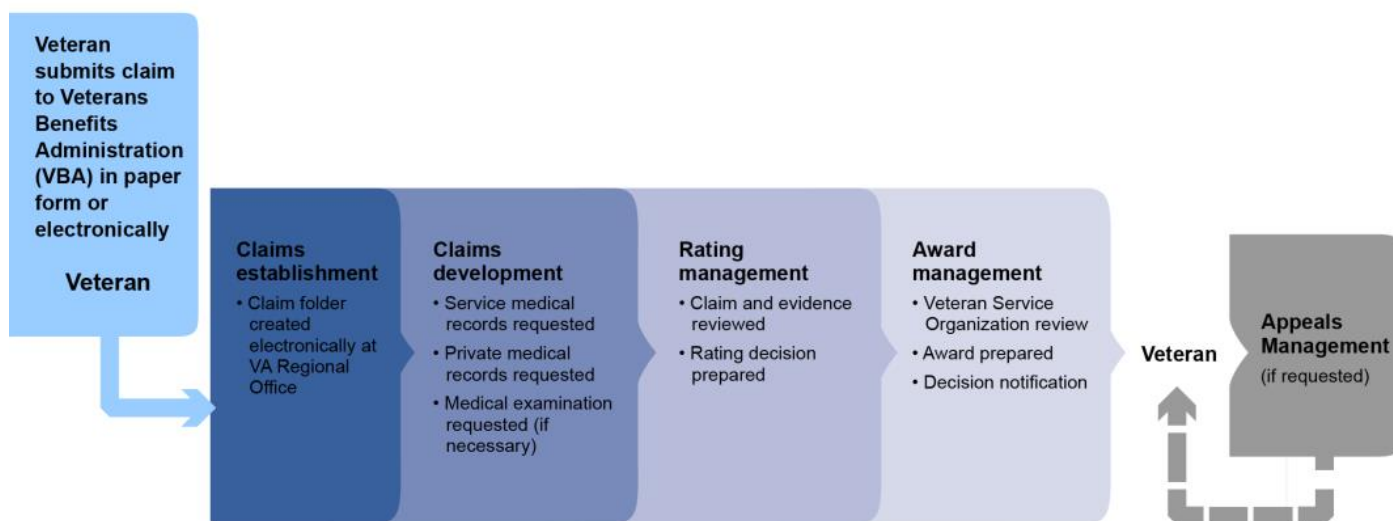 Veteran
submits claim
to Veterans
Benefits
Administration
(VBA) in paper
form or
electronically
Veteran
Claims
establishment
• Claim folder
created
electronically at
VA Regional
Office
Claims
development
• Service medical
records requested
• Private medical
records requested
• Medical examination
requested (if
necessary)
Rating
management
• Claim and evidence
reviewed
• Rating decision
prepared
Award
management
• Veteran Service
Organization review
• Award prepared
• Decision notification
Veteran
Appeals
Management
(if requested)